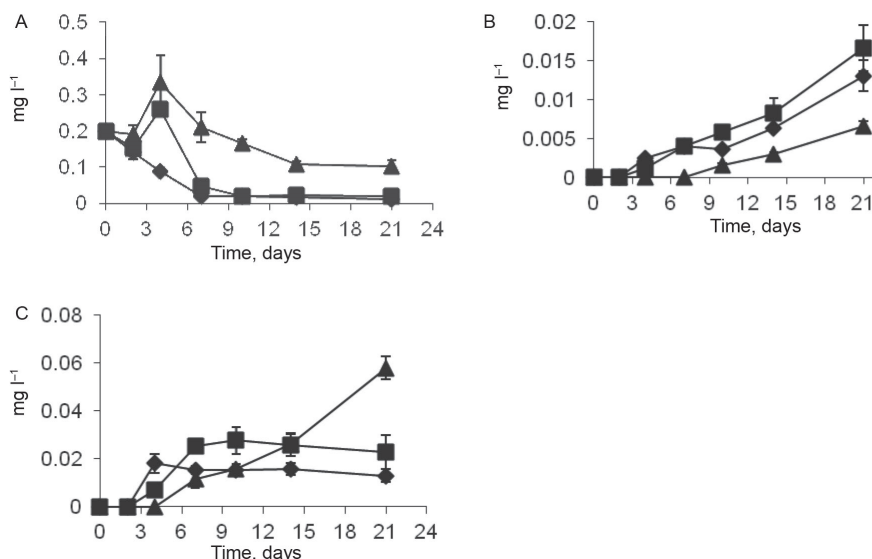 A
mg l⁻¹
0.5
0.4
0.3
0.2
0.1
0
0 3 6 9 12 15 18 21 24
Time, days
B
mg l⁻¹
0.02
0.015
0.01
0.005
0
0 3 6 9 12 15 18 21
Time, days
C
mg l⁻¹
0.08
0.06
0.04
0.02
0
0 3 6 9 12 15 18 21 24
Time, days